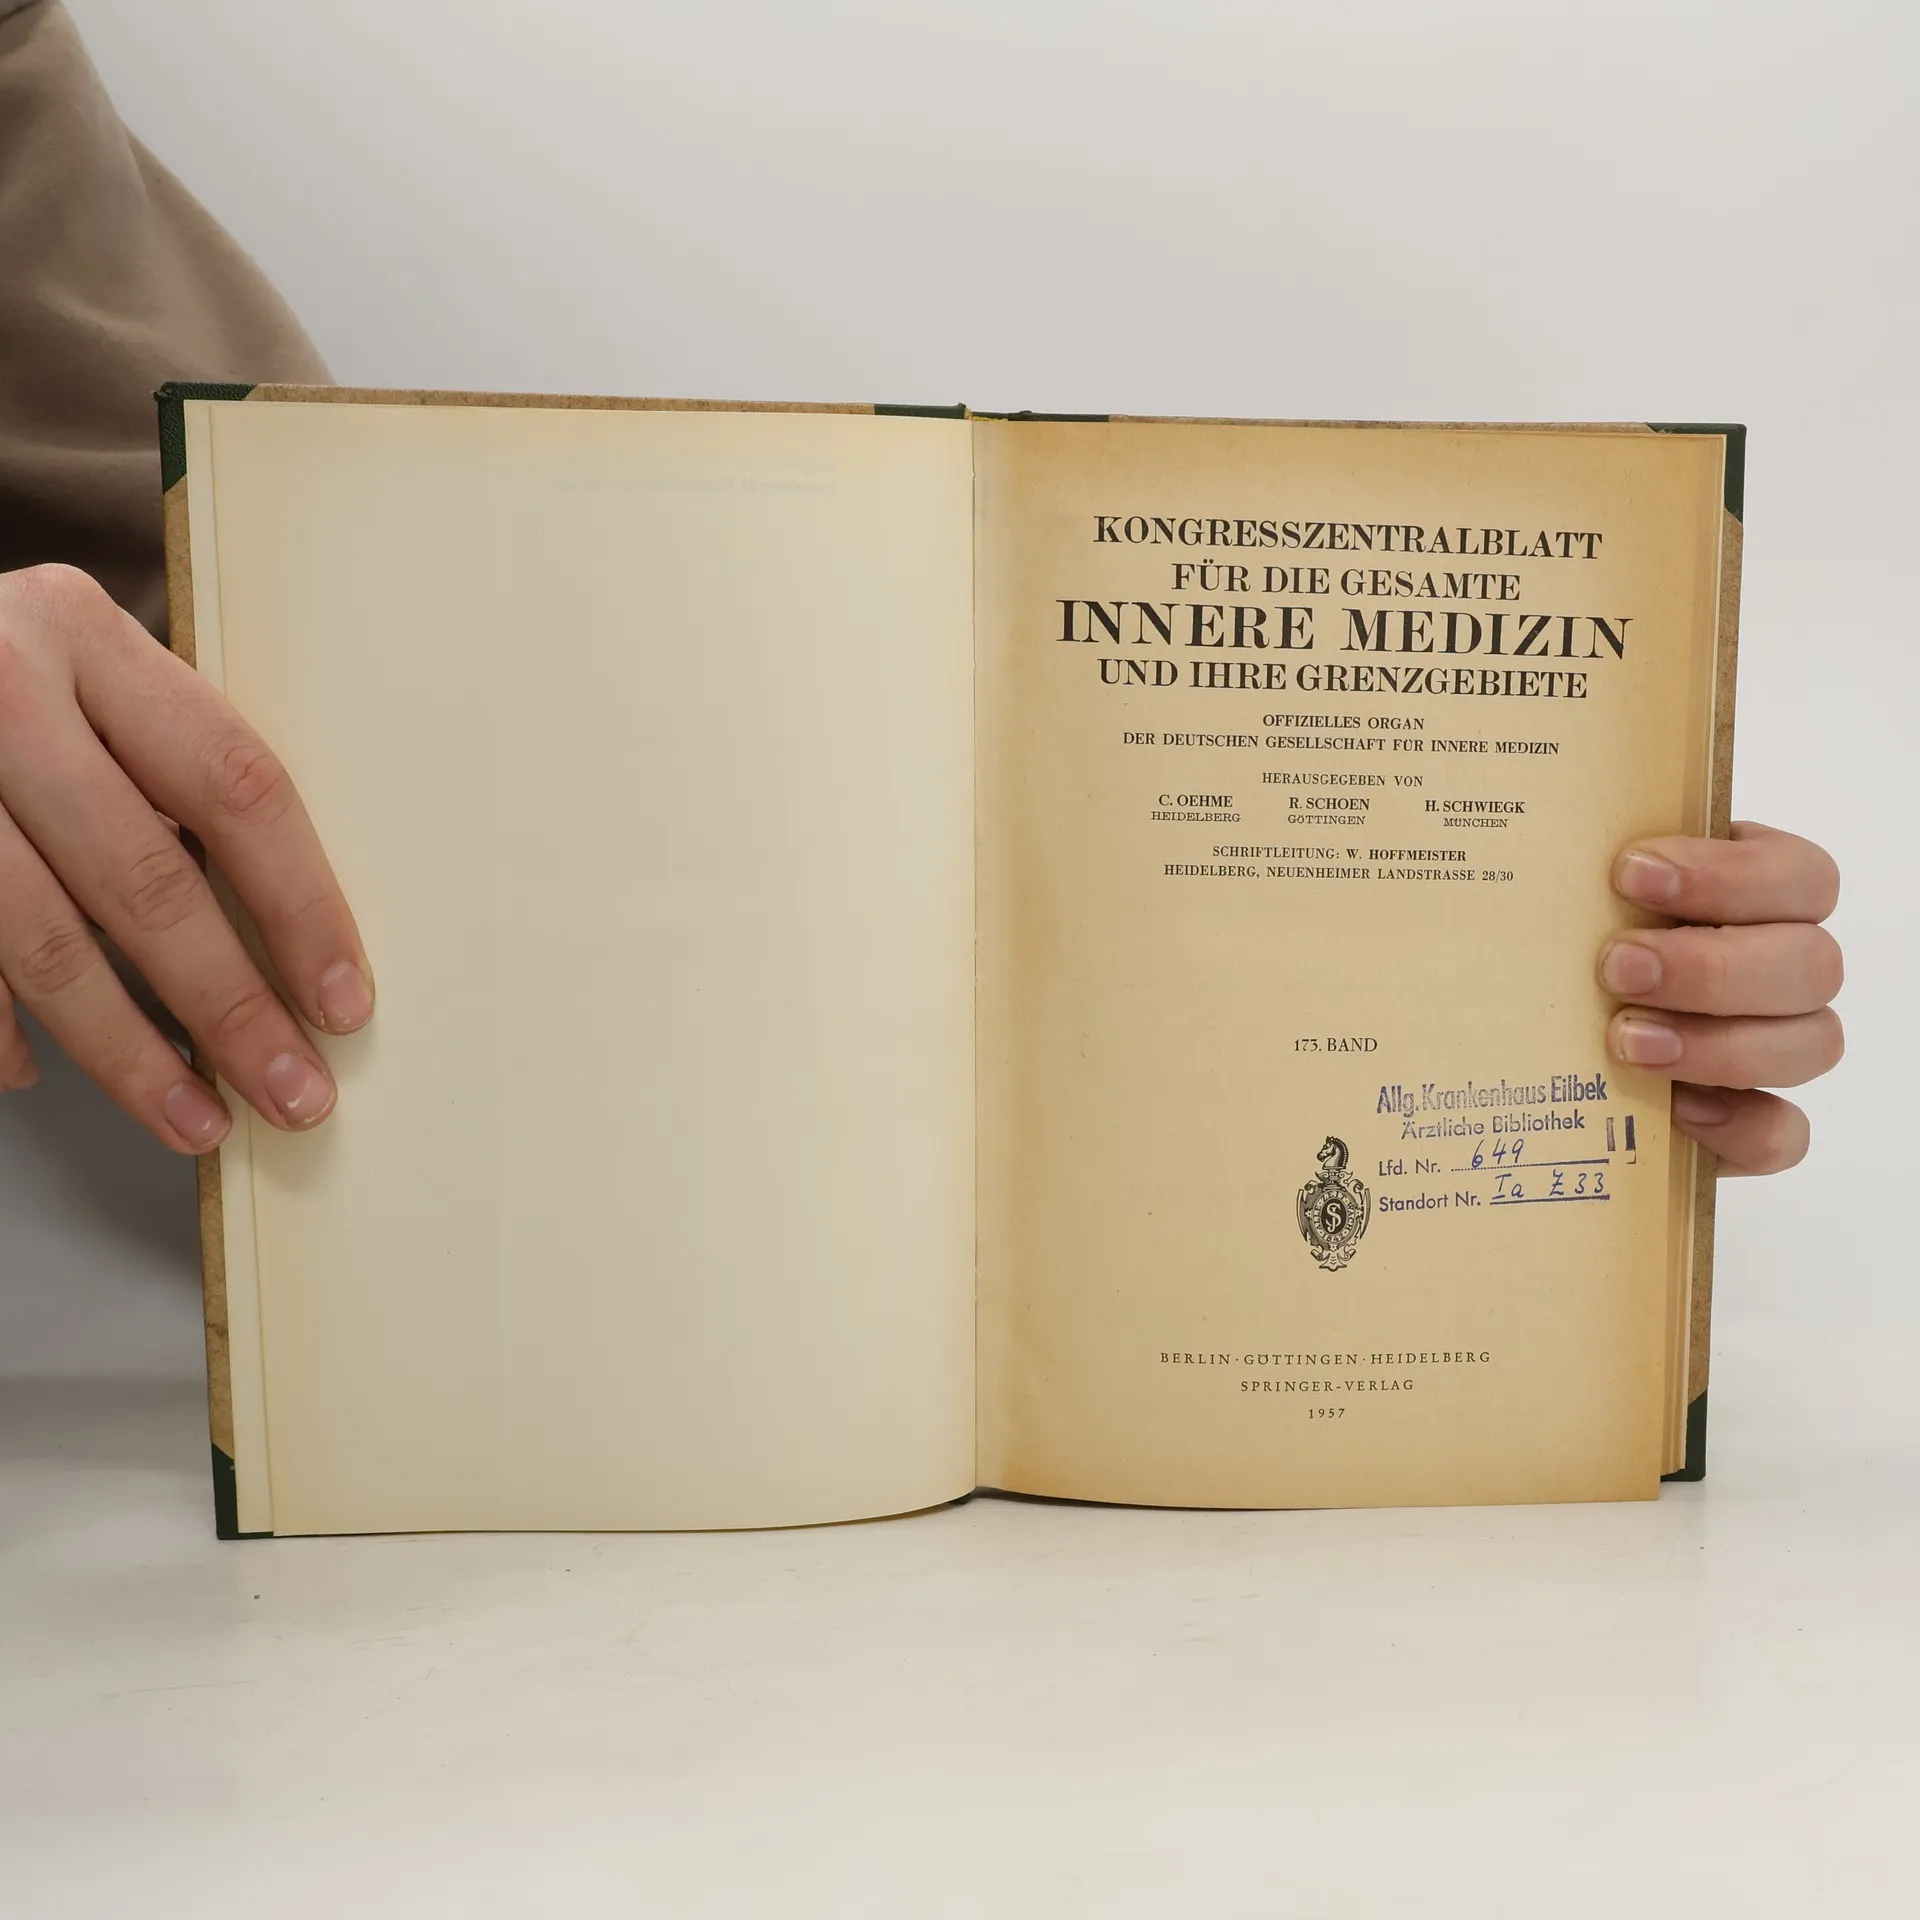 KONGRESSZENTRALBLATT
FÜR DIE GESAMTE
INNERE MEDIZIN
UND IHRE GRENZGEBIETE
OFFIZIELLES ORGAN
DER DEUTSCHEN GESELLSCHAFT FÜR INNERE MEDIZIN
HERAUSGEGEBEN VON
C. OEHME R. SCHOEN H. SCHWIEGK
HEIDELBERG GÖTTINGEN MÜNCHEN
SCHRIFTLEITUNG: W. HOFFMEISTER
HEIDELBERG, NEUENHEIMER LANDSTRASSE 28/30
173. BAND
Allg. Krankenhaus Eilbek
Ärztliche Bibliothek
Lfd. Nr. 649
Standort Nr. Ia Z 33
BERLIN · GÖTTINGEN · HEIDELBERG
SPRINGER-VERLAG
1957